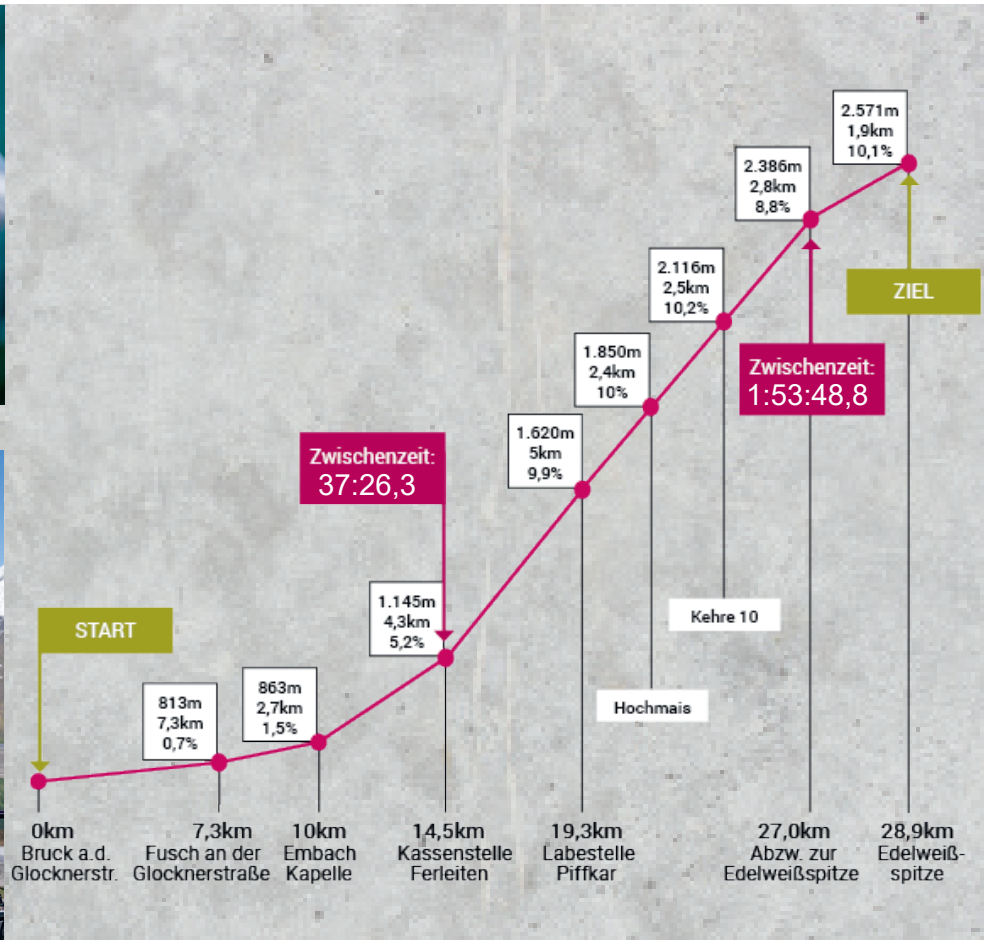 2.571m
1,9km
10,1%
2.386m
2,8km
8,8%
ZIEL
2.116m
2,5km
10,2%
1.850m
2,4km
10%
Zwischenzeit:
1:53:48,8
1.620m
5km
9,9%
Zwischenzeit:
37:26,3
1.145m
4,3km
5,2%
START
Kehre 10
863m
2,7km
1,5%
813m
7,3km
0,7%
Hochmais
0km
Bruck a.d.
Glocknerstr.
7,3km
Fusch an der
Glocknerstraße
10km
Embach
Kapelle
14,5km
Kassenstelle
Ferleiten
19,3km
Labestelle
Piffkar
27,0km
Abzw. zur
Edelweißspitze
28,9km
Edelweiß-
spitze